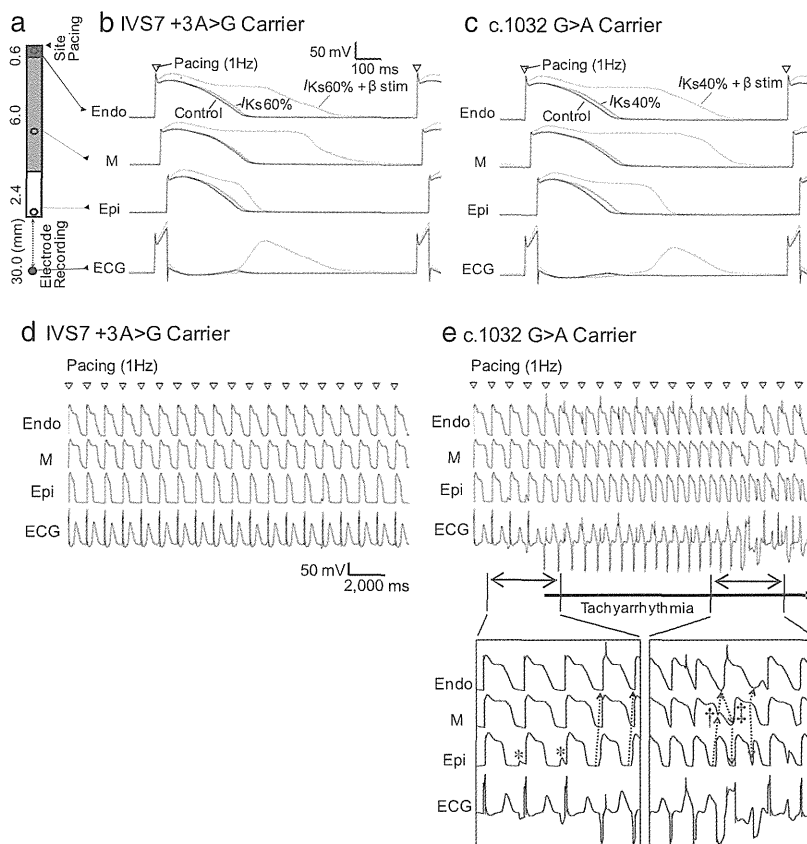 a
b IVS7 +3A>G Carrier
c c.1032 G>A Carrier
0.6
6.0
2.4
30.0 (mm)
Site
Pacing
Electrode
Recording
50 mV
100 ms
Pacing (1Hz)
Control
IKs60%
IKs60% + β stim
Endo
M
Epi
ECG
Pacing (1Hz)
Control
IKs40%
IKs40% + β stim
Endo
M
Epi
ECG
d IVS7 +3A>G Carrier
Pacing (1Hz)
Endo
M
Epi
ECG
50 mV
2,000 ms
e c.1032 G>A Carrier
Pacing (1Hz)
Endo
M
Epi
ECG
Tachyarrhythmia
Endo
M
† ‡
Epi
* *
ECG